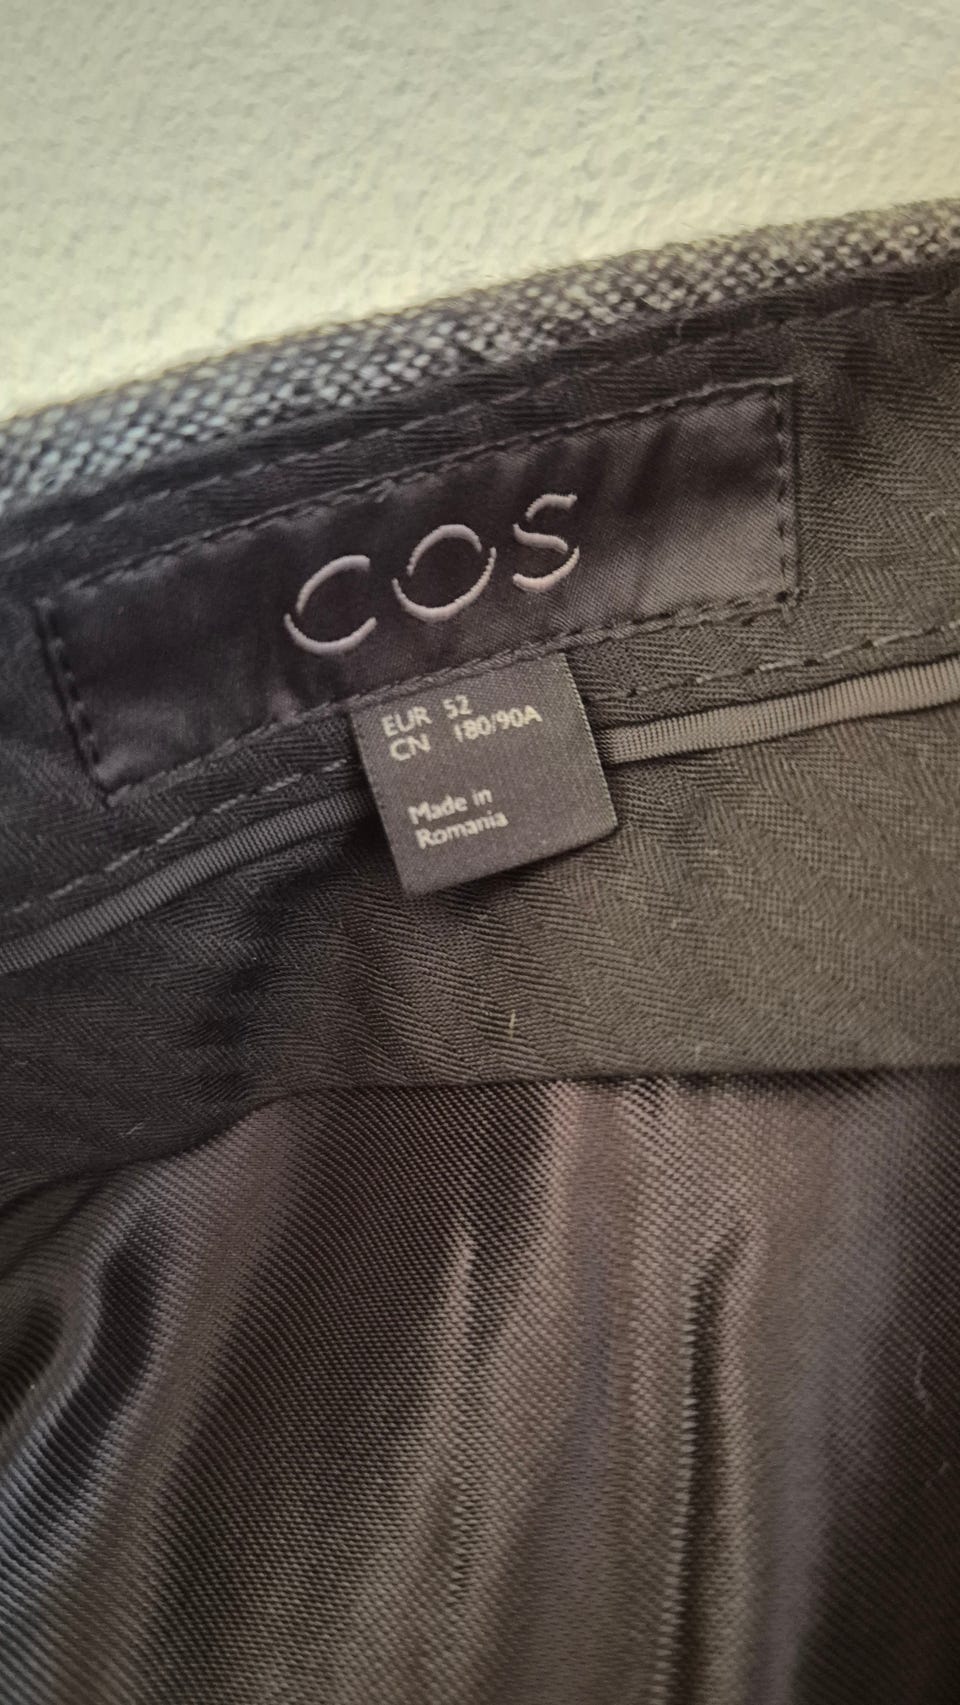 COS
EUR 52
CN 180/90A
Made in
Romania